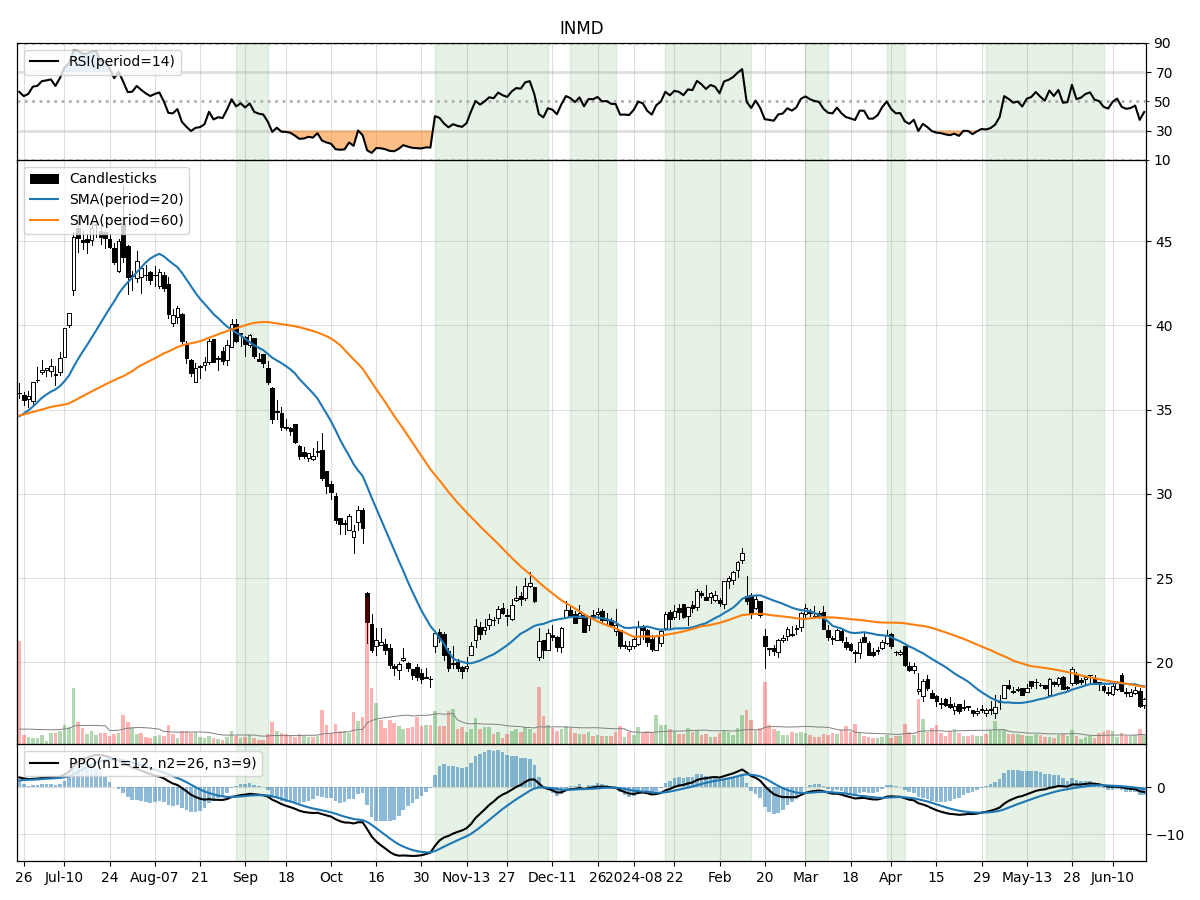 INMD
RSI(period=14)
90
70
50
30
10
Candlesticks
SMA(period=20)
SMA(period=60)
45
40
35
30
25
20
PPO(n1=12, n2=26, n3=9)
0
−10
26 Jul-10 24 Aug-07 21 Sep 18 Oct 16 30 Nov-13 27 Dec-11 26 2024-08 22 Feb 20 Mar 18 Apr 15 29 May-13 28 Jun-10